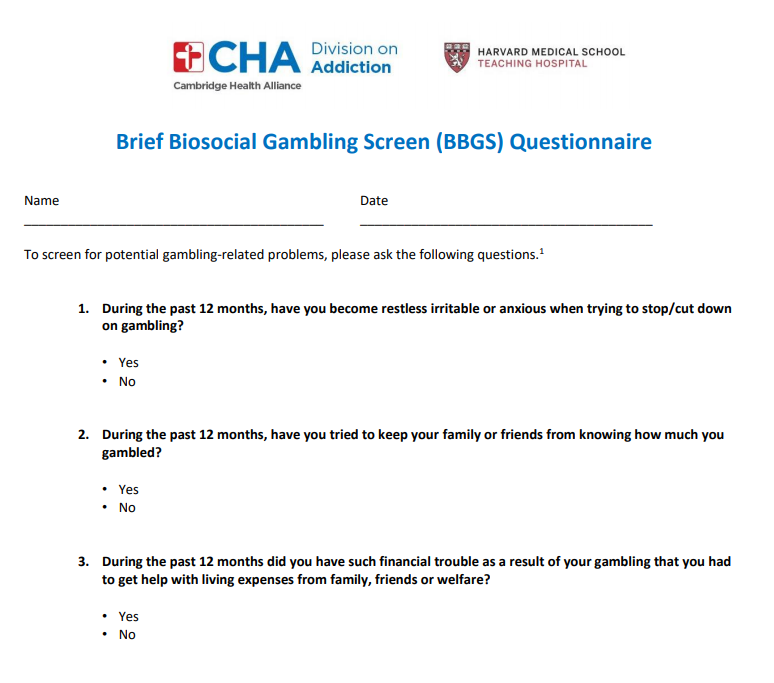 CHA Division on
Addiction
Cambridge Health Alliance
HARVARD MEDICAL SCHOOL
TEACHING HOSPITAL
Brief Biosocial Gambling Screen (BBGS) Questionnaire
Name Date
To screen for potential gambling-related problems, please ask the following questions.¹
1. During the past 12 months, have you become restless irritable or anxious when trying to stop/cut down
on gambling?
• Yes
• No
2. During the past 12 months, have you tried to keep your family or friends from knowing how much you
gambled?
• Yes
• No
3. During the past 12 months did you have such financial trouble as a result of your gambling that you had
to get help with living expenses from family, friends or welfare?
• Yes
• No